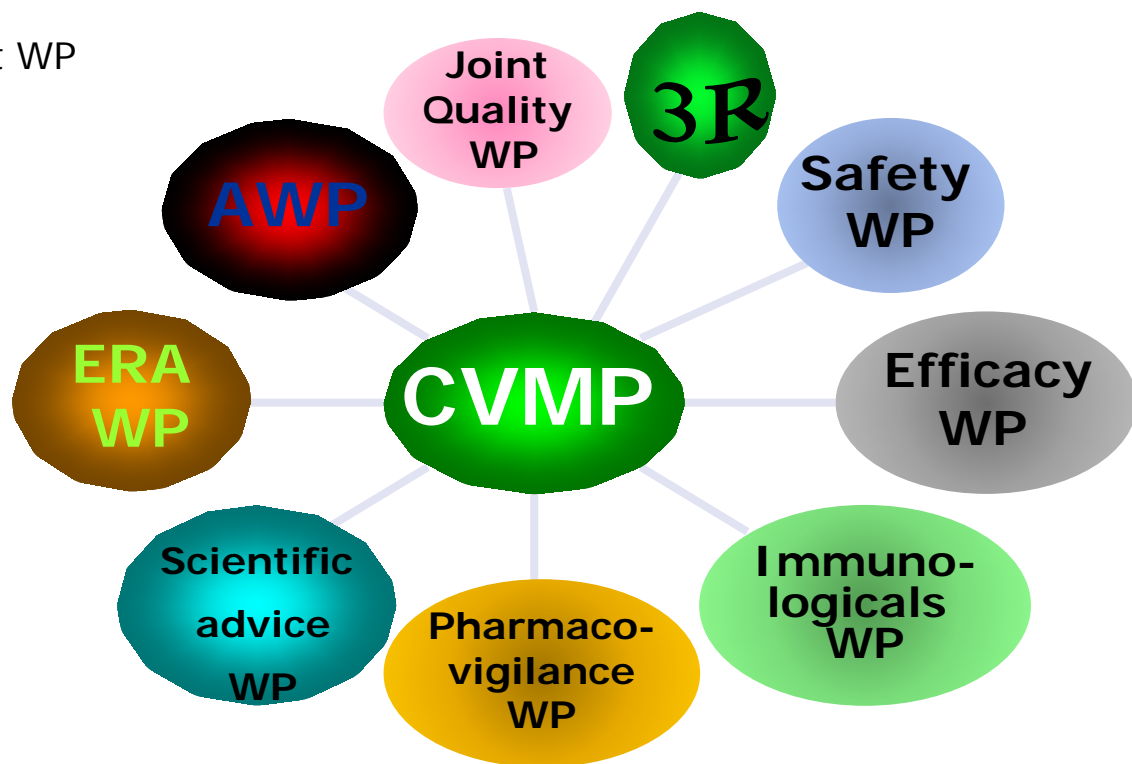 WP
Joint
Quality
WP
3R
Safety
WP
AWP
ERA
WP
CVMP
Efficacy
WP
Scientific
advice
WP
Pharmaco-
vigilance
WP
Immuno-
logicals
WP